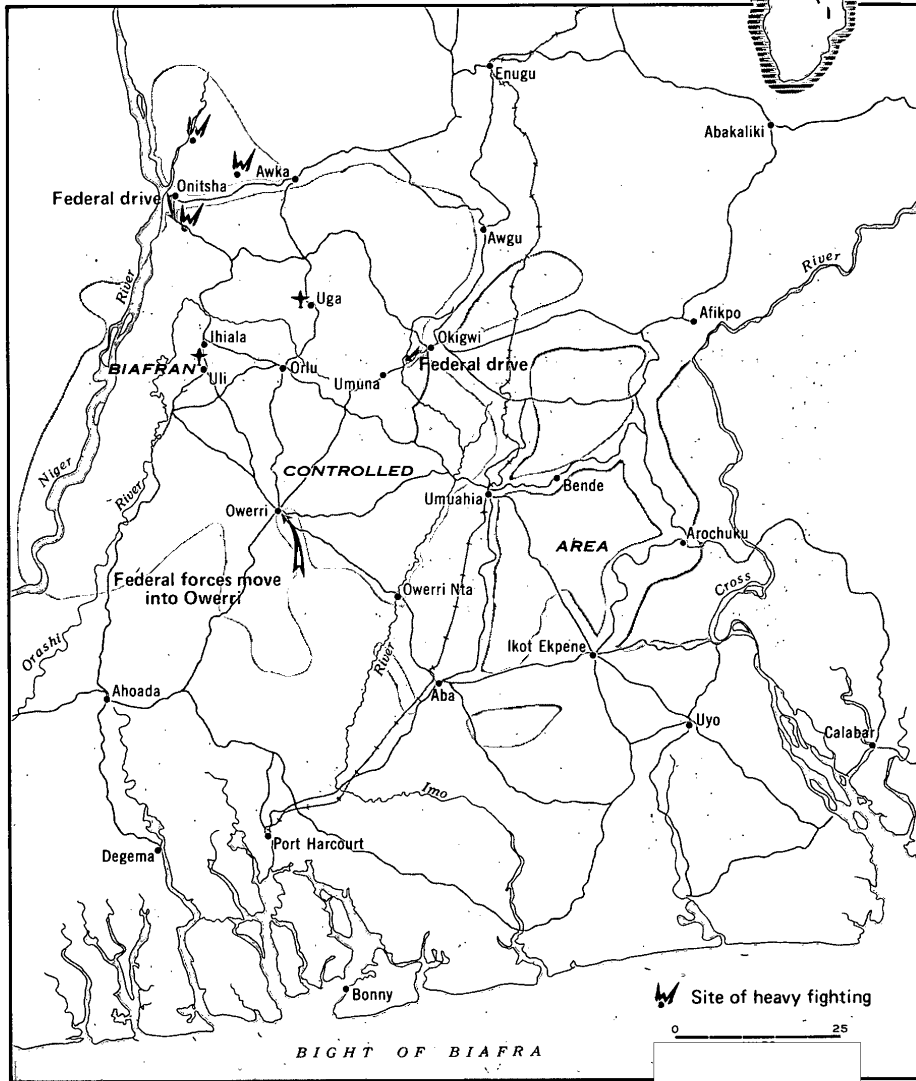 Enugu
Abakaliki
Awka
Onitsha
Federal drive
Awgu
River
River
Uga
Afikpo
Ihiala
Okigwi
BIAFRAN
Federal drive
Orlu
Uli
Umuna
CONTROLLED
Niger
River
Umuahia
Bende
Owerri
Arochuku
AREA
Federal forces move
into Owerri
Owerri Nta
Cross
Orashi
Ikot Ekpene
River
Ahoada
Aba
Uyo
Calabar
Imo
Port Harcourt
Degema
Bonny
Site of heavy fighting
0 25
BIGHT OF BIAFRA